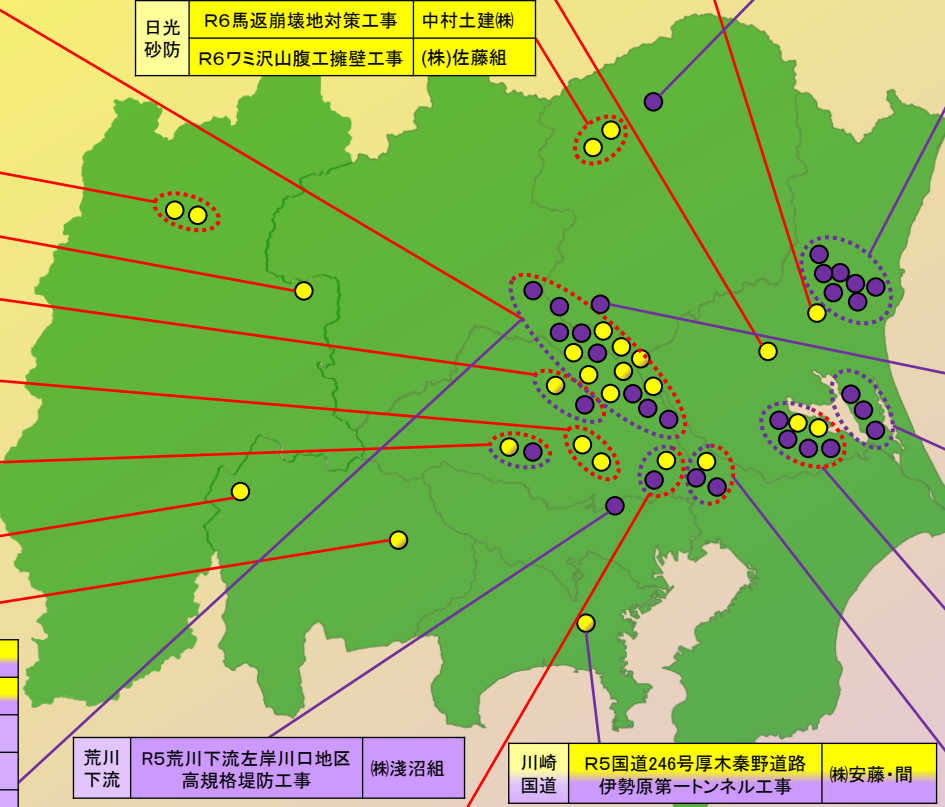 日光
砂防
R6馬返崩壊地対策工事
中村土建㈱
R6ワミ沢山腹工擁壁工事
(株)佐藤組
荒川
下流
R5荒川下流左岸川口地区
高規格堤防工事
㈱淺沼組
川崎
国道
R5国道246号厚木秦野道路
伊勢原第一トンネル工事
㈱安藤・間